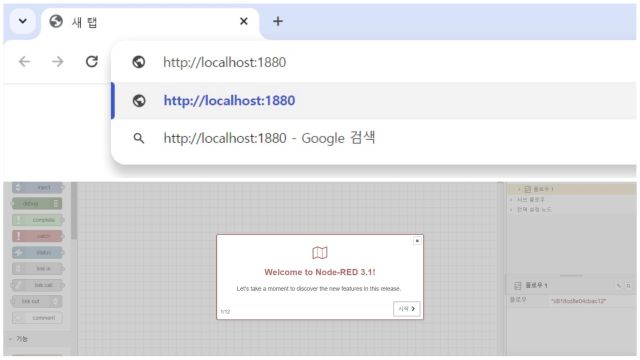 새 탭
http://localhost:1880
http://localhost:1880
http://localhost:1880 - Google 검색
inject
debug
complete
catch
status
link in
link call
link out
comment
기능
Welcome to Node-RED 3.1!
Let's take a moment to discover the new features in this release.
1/12
시작
플로우 1
서브 플로우
전역 설정 노드
플로우 1
플로우